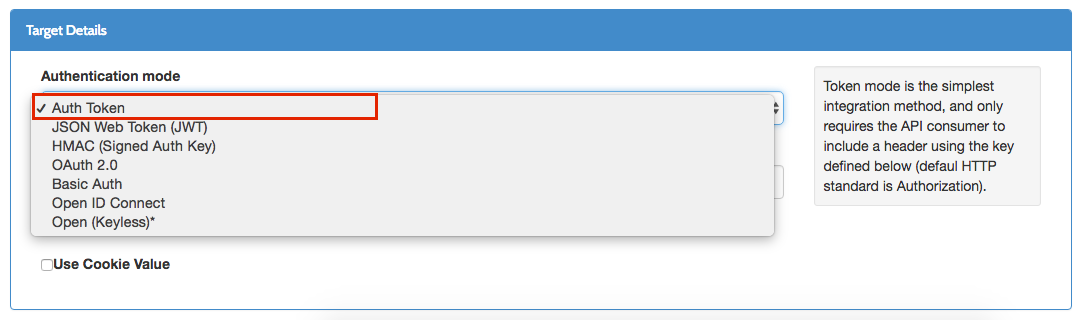 Target Details
Authentication mode
✓ Auth Token
JSON Web Token (JWT)
HMAC (Signed Auth Key)
OAuth 2.0
Basic Auth
Open ID Connect
Open (Keyless)*
Use Cookie Value
Token mode is the simplest
integration method, and only
requires the API consumer to
include a header using the key
defined below (defaul HTTP
standard is Authorization).